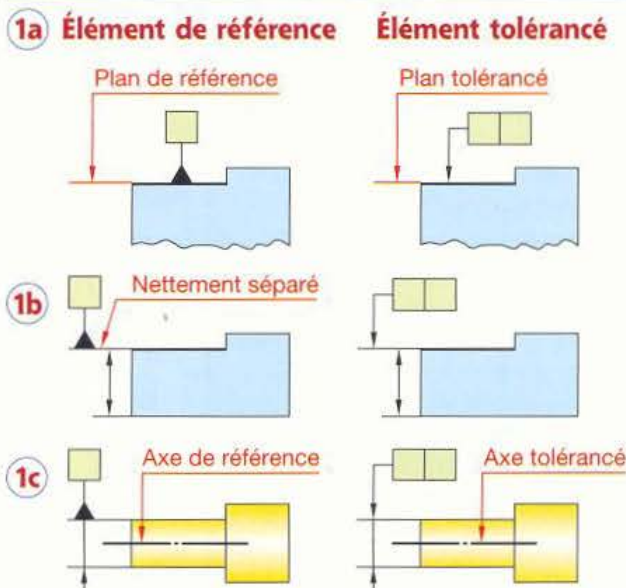 1a Élément de référence Élément tolérancé
Plan de référence Plan tolérancé
1b Nettement séparé
1c Axe de référence Axe tolérancé